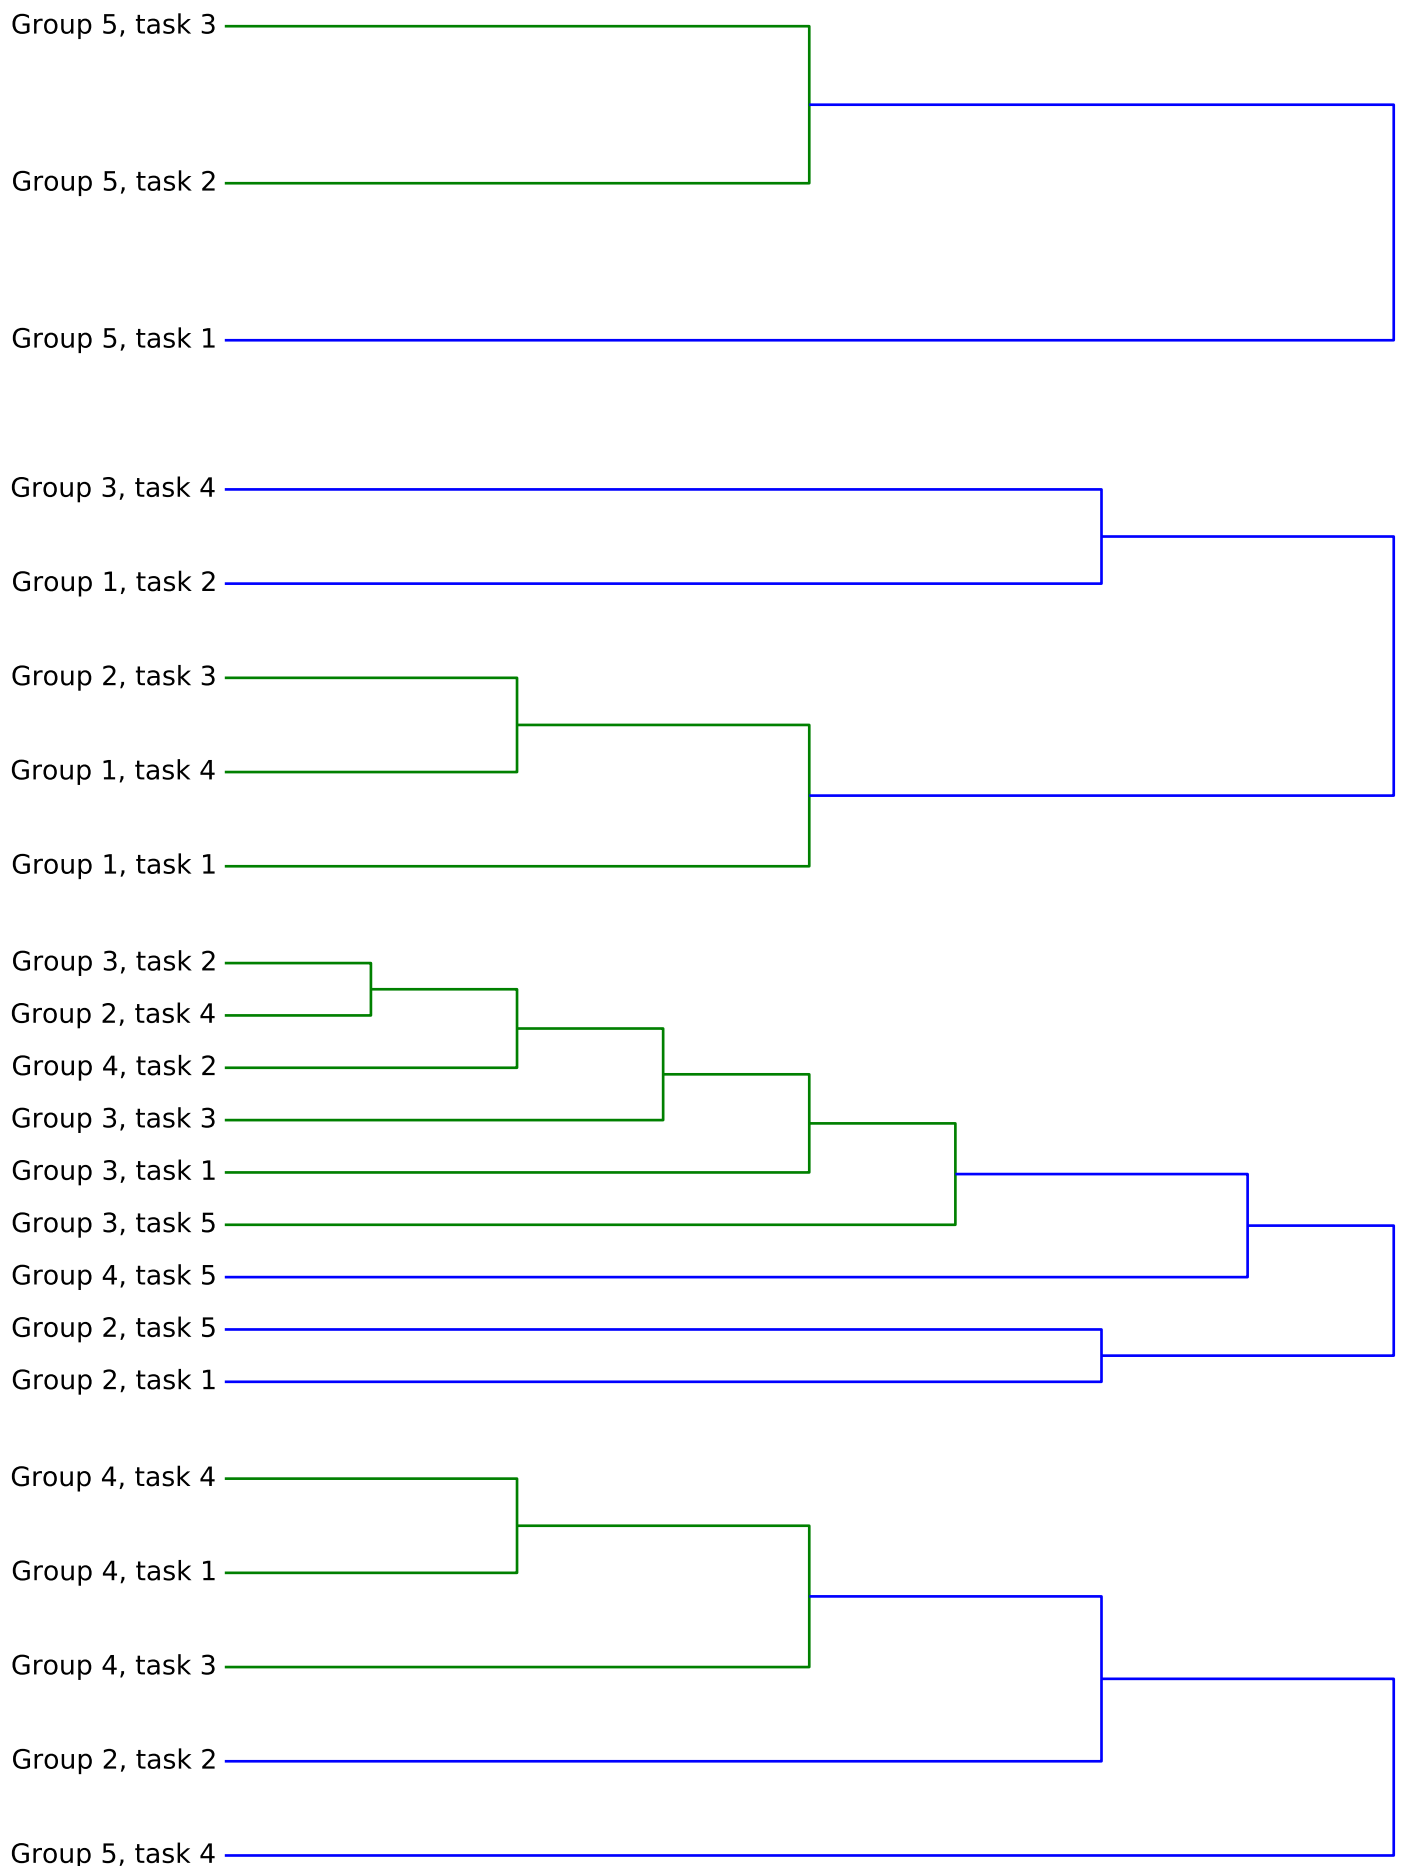 Group 5, task 3
Group 5, task 2
Group 5, task 1
Group 3, task 4
Group 1, task 2
Group 2, task 3
Group 1, task 4
Group 1, task 1
Group 3, task 2
Group 2, task 4
Group 4, task 2
Group 3, task 3
Group 3, task 1
Group 3, task 5
Group 4, task 5
Group 2, task 5
Group 2, task 1
Group 4, task 4
Group 4, task 1
Group 4, task 3
Group 2, task 2
Group 5, task 4